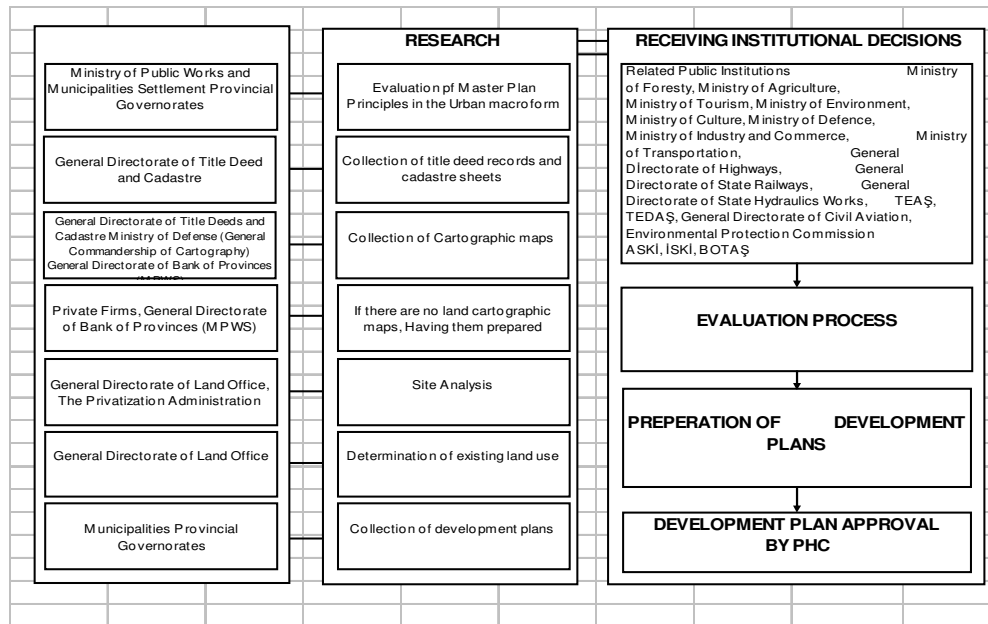 Ministry of Public Works and
Municipalities Settlement Provincial
Governorates
General Directorate of Title Deed
and Cadastre
General Directorate of Title Deeds and
Cadastre Ministry of Defense (General
Commandership of Cartography)
General Directorate of Bank of Provinces
(MPWS)
Private Firms, General Directorate
of Bank of Provinces (MPWS)
General Directorate of Land Office,
The Privatization Administration
General Directorate of Land Office
Municipalities Provincial
Governorates
RESEARCH
Evaluation pf Master Plan
Principles in the Urban macroform
Collection of title deed records and
cadastre sheets
Collection of Cartographic maps
If there are no land cartographic
maps, Having them prepared
Site Analysis
Determination of existing land use
Collection of development plans
RECEIVING INSTITUTIONAL DECISIONS
Related Public Institutions Ministry
of Foresty, Ministry of Agriculture,
Ministry of Tourism, Ministry of Environment,
Ministry of Culture, Ministry of Defence,
Ministry of Industry and Commerce, Ministry
of Transportation, General
Dİrectorate of Highways, General
Directorate of State Railways, General
Directorate of State Hydraulics Works, TEAŞ,
TEDAŞ, General Directorate of Civil Aviation,
Environmental Protection Commission
ASKİ, İSKİ, BOTAŞ
EVALUATION PROCESS
PREPERATION OF DEVELOPMENT
PLANS
DEVELOPMENT PLAN APPROVAL
BY PHC